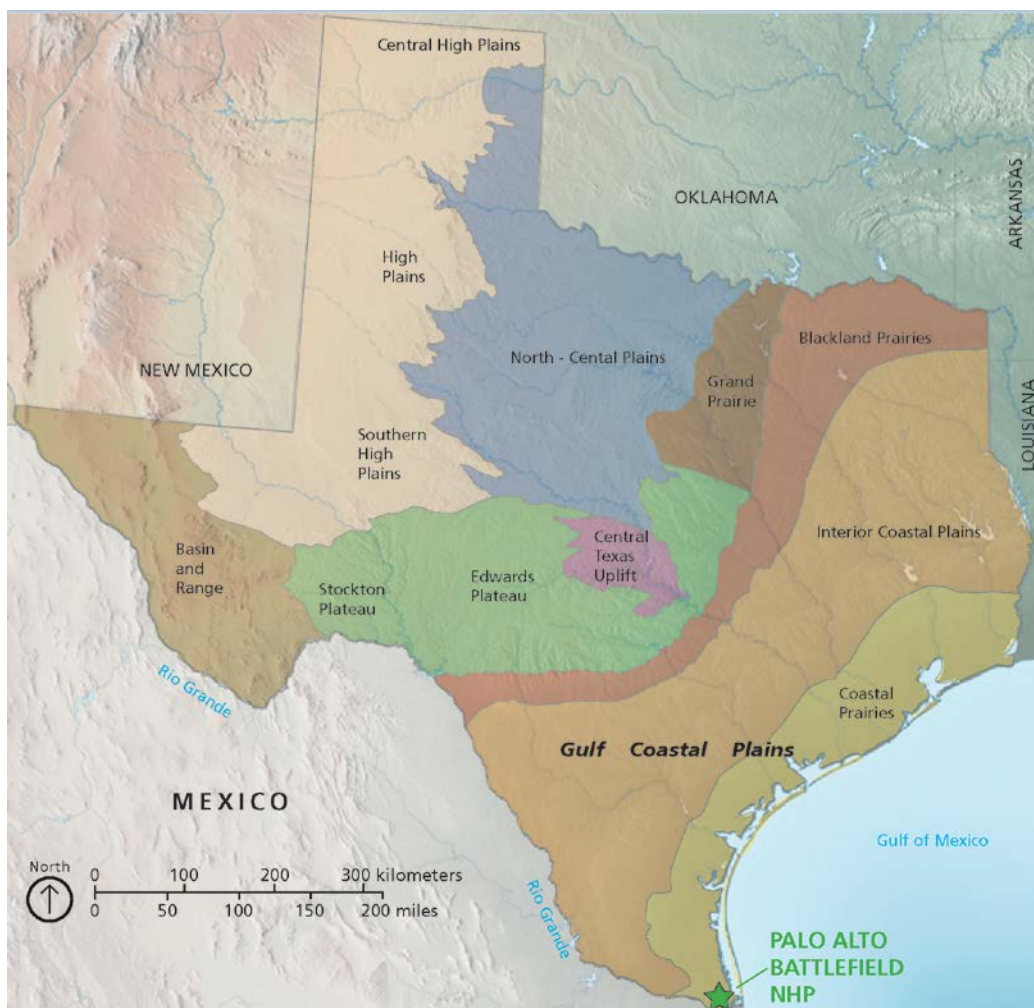 Central High Plains
OKLAHOMA
ARKANSAS
High
Plains
NEW MEXICO
North - Cental Plains
Blackland Prairies
Grand
Prairie
LOUISIANA
Southern
High
Plains
Interior Coastal Plains
Central
Texas
Uplift
Basin
and
Range
Stockton
Plateau
Edwards
Plateau
Rio Grande
Coastal
Prairies
Gulf Coastal Plains
MEXICO
Gulf of Mexico
North
0 100 200 300 kilometers
0 50 100 150 200 miles
Rio Grande
PALO ALTO
BATTLEFIELD
NHP